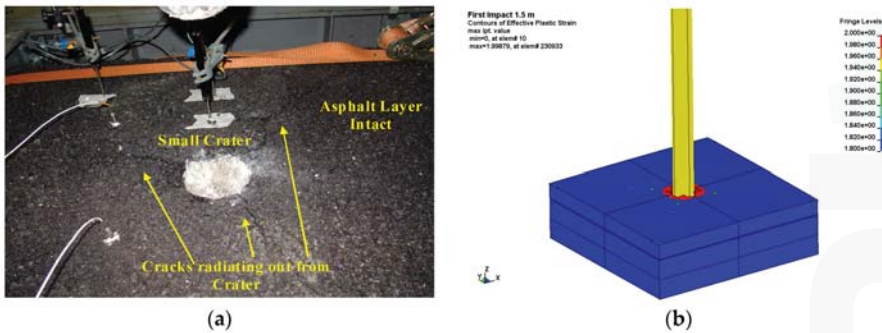 Asphalt Layer
Intact
Small Crater
Cracks radiating out from
Crater
(a)
First Impact 1.5 m
Contours of Effective Plastic Strain
max ipt. value
min=0, at elem# 10
max=1.99879, at elem# 230933
Fringe Levels
2.000e+00
1.980e+00
1.960e+00
1.940e+00
1.920e+00
1.900e+00
1.880e+00
1.860e+00
1.840e+00
1.820e+00
1.800e+00
Z
Y
X
(b)